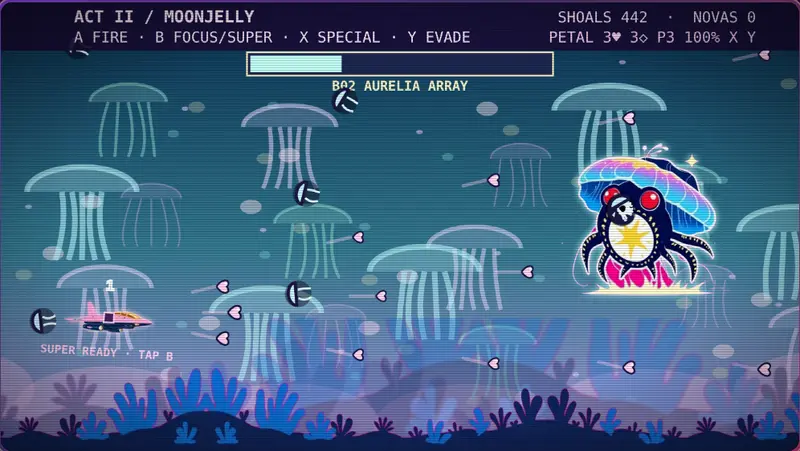 ACT II / MOONJELLY
SHOALS 442 · NOVAS 0
A FIRE · B FOCUS/SUPER · X SPECIAL · Y EVADE
PETAL 3♥ 3◇ P3 100% X Y
B02 AURELIA ARRAY
1
SUPER READY · TAP B